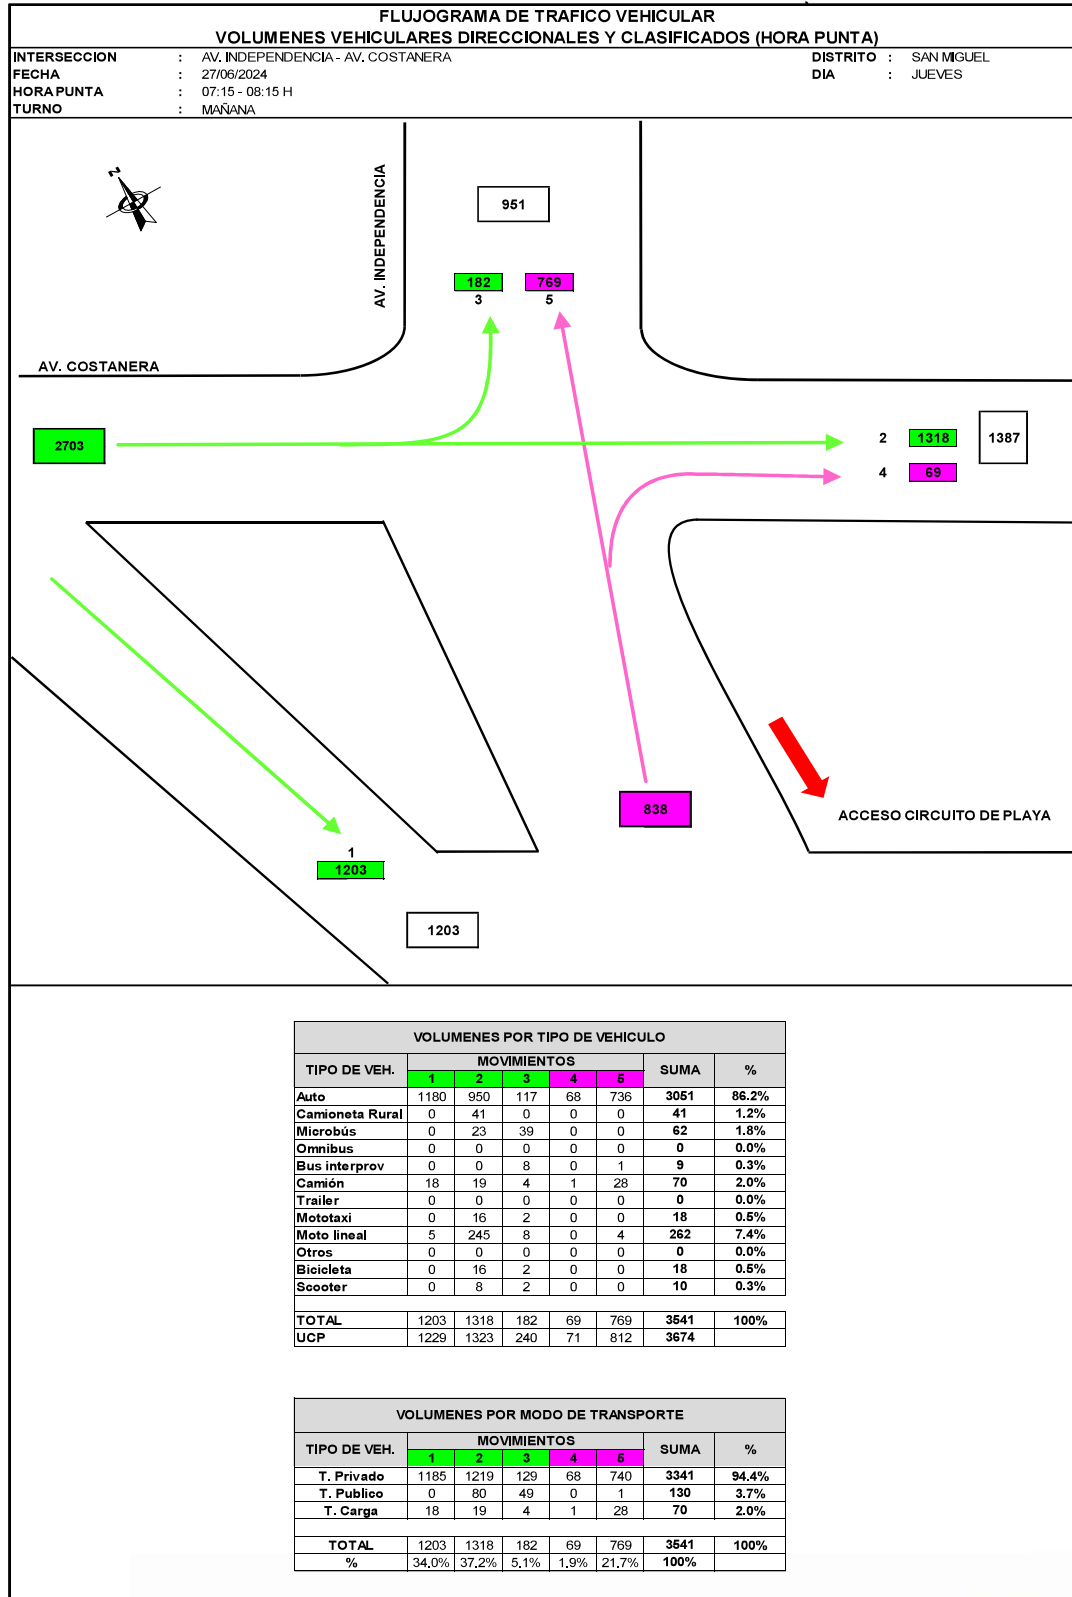 FLUJOGRAMA DE TRAFICO VEHICULAR
VOLUMENES VEHICULARES DIRECCIONALES Y CLASIFICADOS (HORA PUNTA)
INTERSECCION : AV. INDEPENDENCIA - AV. COSTANERA DISTRITO : SAN MIGUEL
FECHA : 27/06/2024 DIA : JUEVES
HORA PUNTA : 07:15 - 08:15 H
TURNO : MAÑANA
N
AV. INDEPENDENCIA
951
182 769
3 5
AV. COSTANERA
2703
2 1318 1387
4 69
838
ACCESO CIRCUITO DE PLAYA
1
1203
1203
VOLUMENES POR TIPO DE VEHICULO
TIPO DE VEH. MOVIMIENTOS SUMA %
1 2 3 4 5
Auto 1180 950 117 68 736 3051 86.2%
Camioneta Rural 0 41 0 0 0 41 1.2%
Microbús 0 23 39 0 0 62 1.8%
Omnibus 0 0 0 0 0 0 0.0%
Bus interprov 0 0 8 0 1 9 0.3%
Camión 18 19 4 1 28 70 2.0%
Trailer 0 0 0 0 0 0 0.0%
Mototaxi 0 16 2 0 0 18 0.5%
Moto lineal 5 245 8 0 4 262 7.4%
Otros 0 0 0 0 0 0 0.0%
Bicicleta 0 16 2 0 0 18 0.5%
Scooter 0 8 2 0 0 10 0.3%
TOTAL 1203 1318 182 69 769 3541 100%
UCP 1229 1323 240 71 812 3674
VOLUMENES POR MODO DE TRANSPORTE
TIPO DE VEH. MOVIMIENTOS SUMA %
1 2 3 4 5
T. Privado 1185 1219 129 68 740 3341 94.4%
T. Publico 0 80 49 0 1 130 3.7%
T. Carga 18 19 4 1 28 70 2.0%
TOTAL 1203 1318 182 69 769 3541 100%
% 34.0% 37.2% 5.1% 1.9% 21.7% 100%